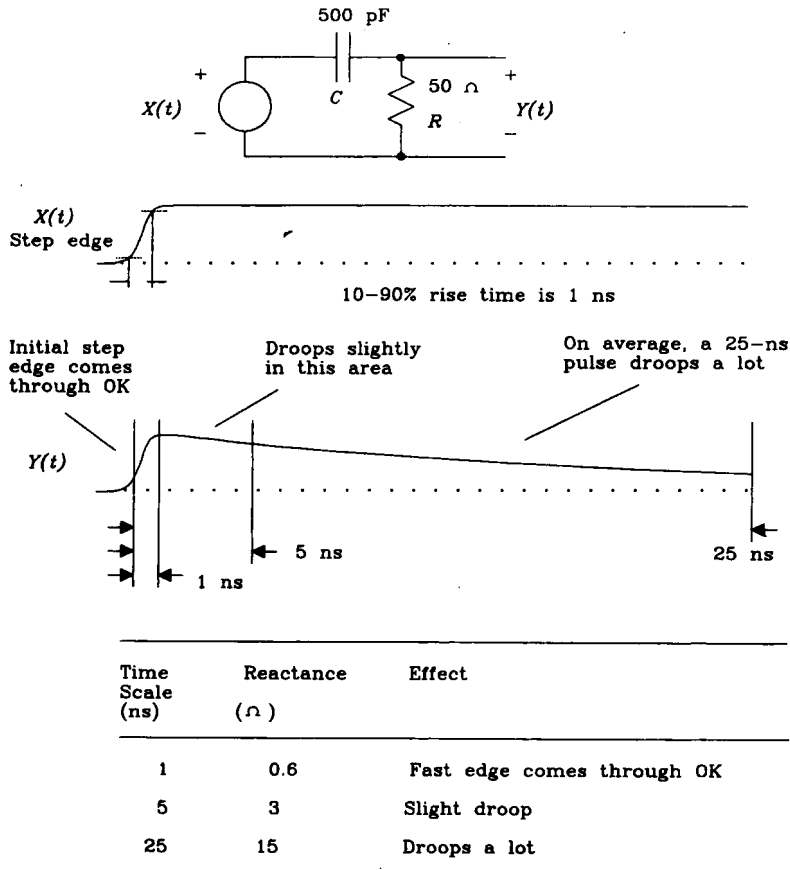 500 pF
+
X(t)
−
C
50 Ω
R
+
Y(t)
−
X(t)
Step edge
10−90% rise time is 1 ns
Initial step
edge comes
through OK
Droops slightly
in this area
On average, a 25−ns
pulse droops a lot
Y(t)
5 ns
25 ns
1 ns
Time
Scale
(ns)
Reactance
(Ω)
Effect
1 0.6 Fast edge comes through OK
5 3 Slight droop
25 15 Droops a lot